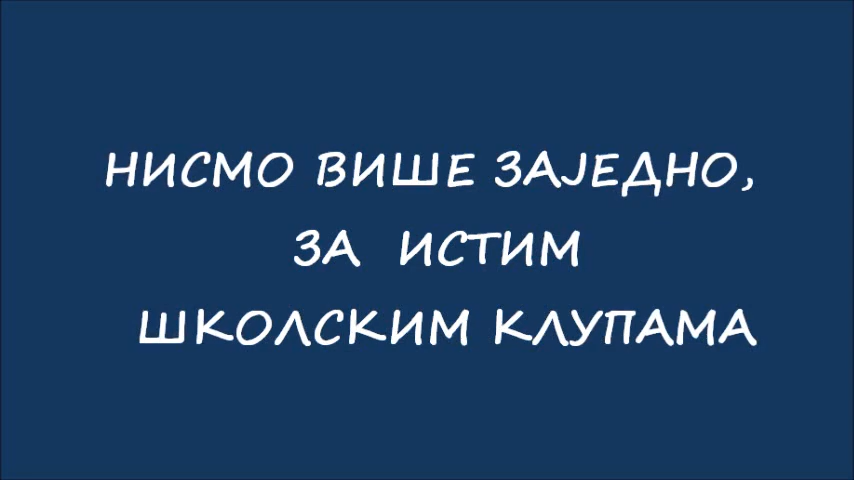 НИСМО ВИШЕ ЗАЈЕДНО,
ЗА ИСТИМ
ШКОЛСКИМ КЛУПАМА